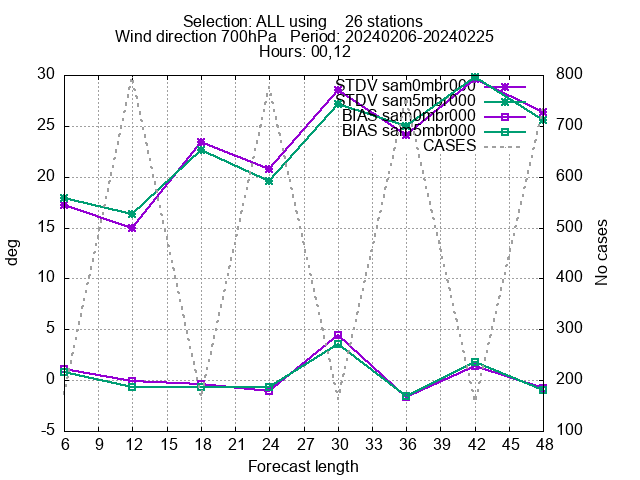 Selection: ALL using    26 stations
Wind direction 700hPa   Period: 20240206-20240225
Hours: 00,12
30
25
20
15
10
5
0
-5
deg
800
700
600
500
400
300
200
100
No cases
STDV sam0mbr000
STDV sam5mbr000
BIAS sam0mbr000
BIAS sam5mbr000
CASES
6 9 12 15 18 21 24 27 30 33 36 39 42 45 48
Forecast length